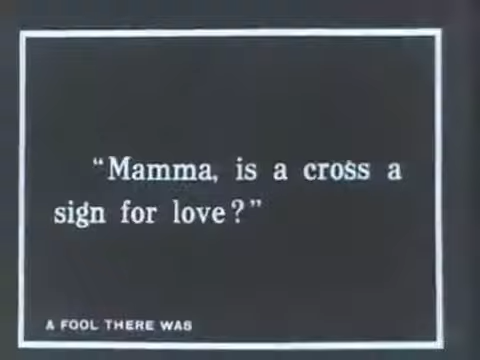 “Mamma, is a cross a
sign for love?”
A FOOL THERE WAS